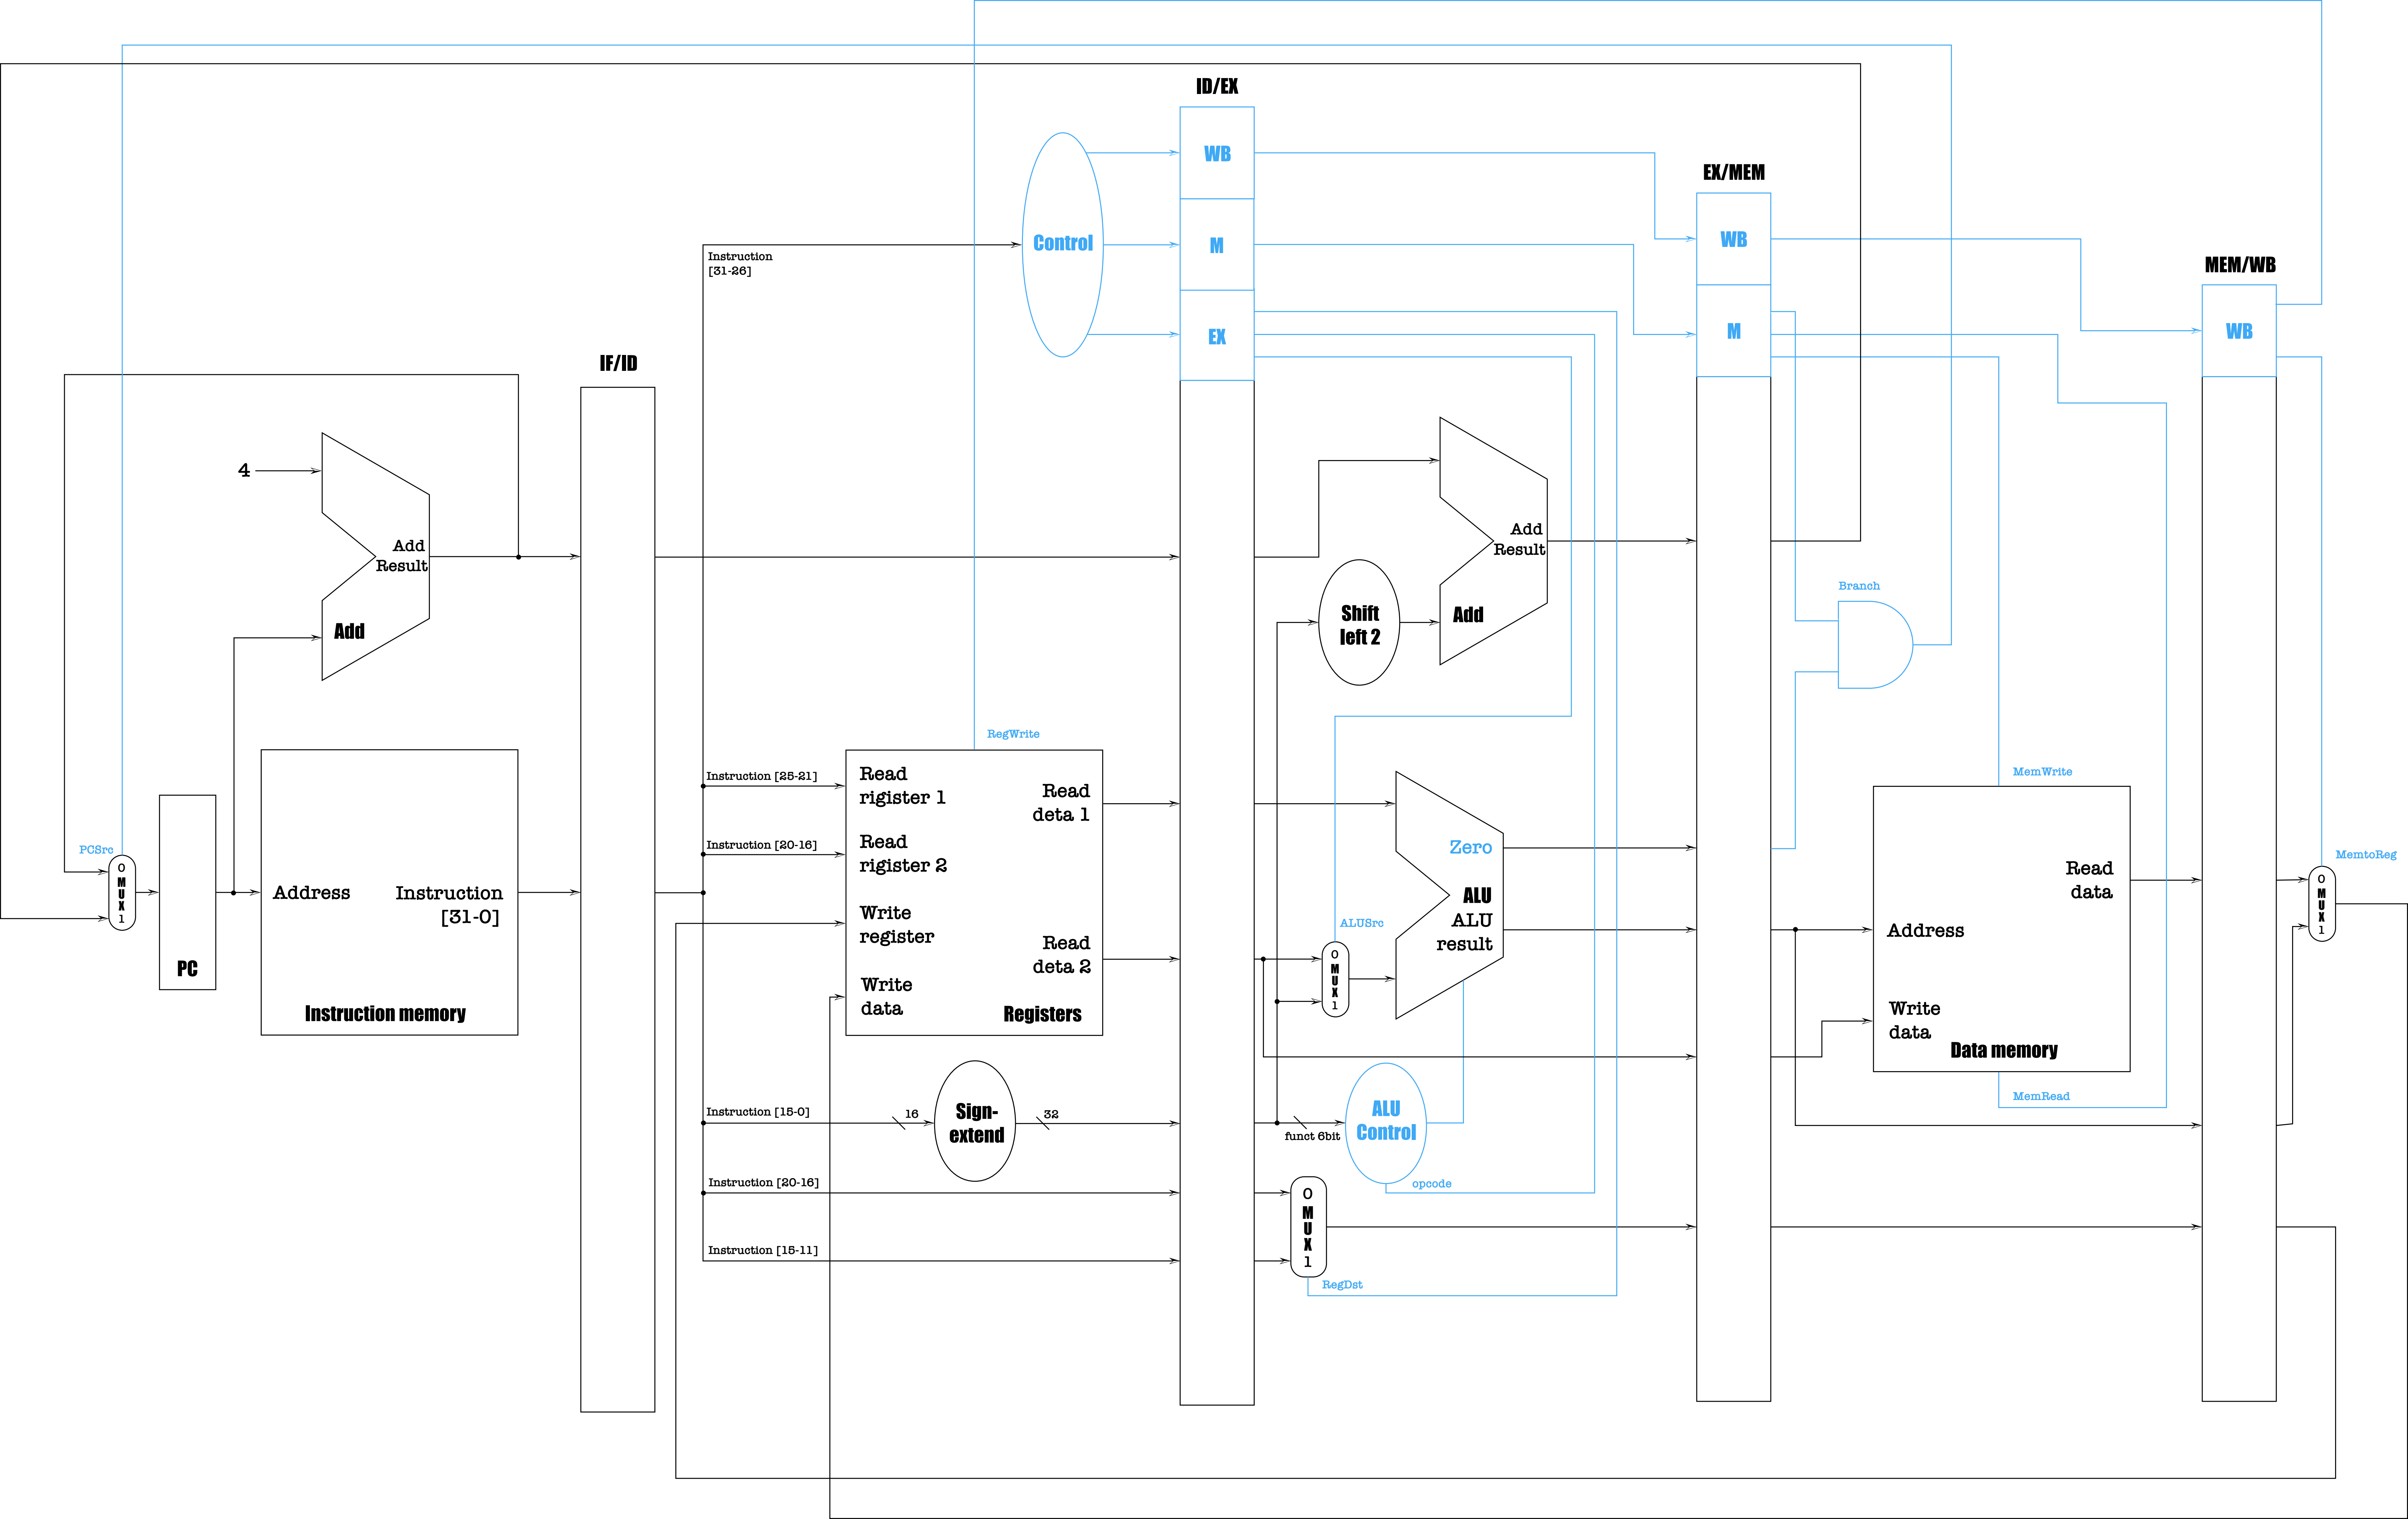 ID/EX
WB
M
EX
EX/MEM
WB
M
MEM/WB
WB
Control
Instruction
[31-26]
IF/ID
4
Add
Result
Add
Add
Result
Add
Shift
left 2
Branch
RegWrite
MemWrite
PCSrc
0
M
U
X
1
PC
Address
Instruction
[31-0]
Instruction memory
Instruction [25-21]
Instruction [20-16]
Read
rigister 1
Read
rigister 2
Write
register
Write
data
Read
deta 1
Read
deta 2
Registers
ALUSrc
0
M
U
X
1
Zero
ALU
ALU
result
Address
Read
data
Write
data
Data memory
MemRead
MemtoReg
0
M
U
X
1
Instruction [15-0]
16
Sign-
extend
32
funct 6bit
ALU
Control
opcode
Instruction [20-16]
Instruction [15-11]
0
M
U
X
1
RegDst